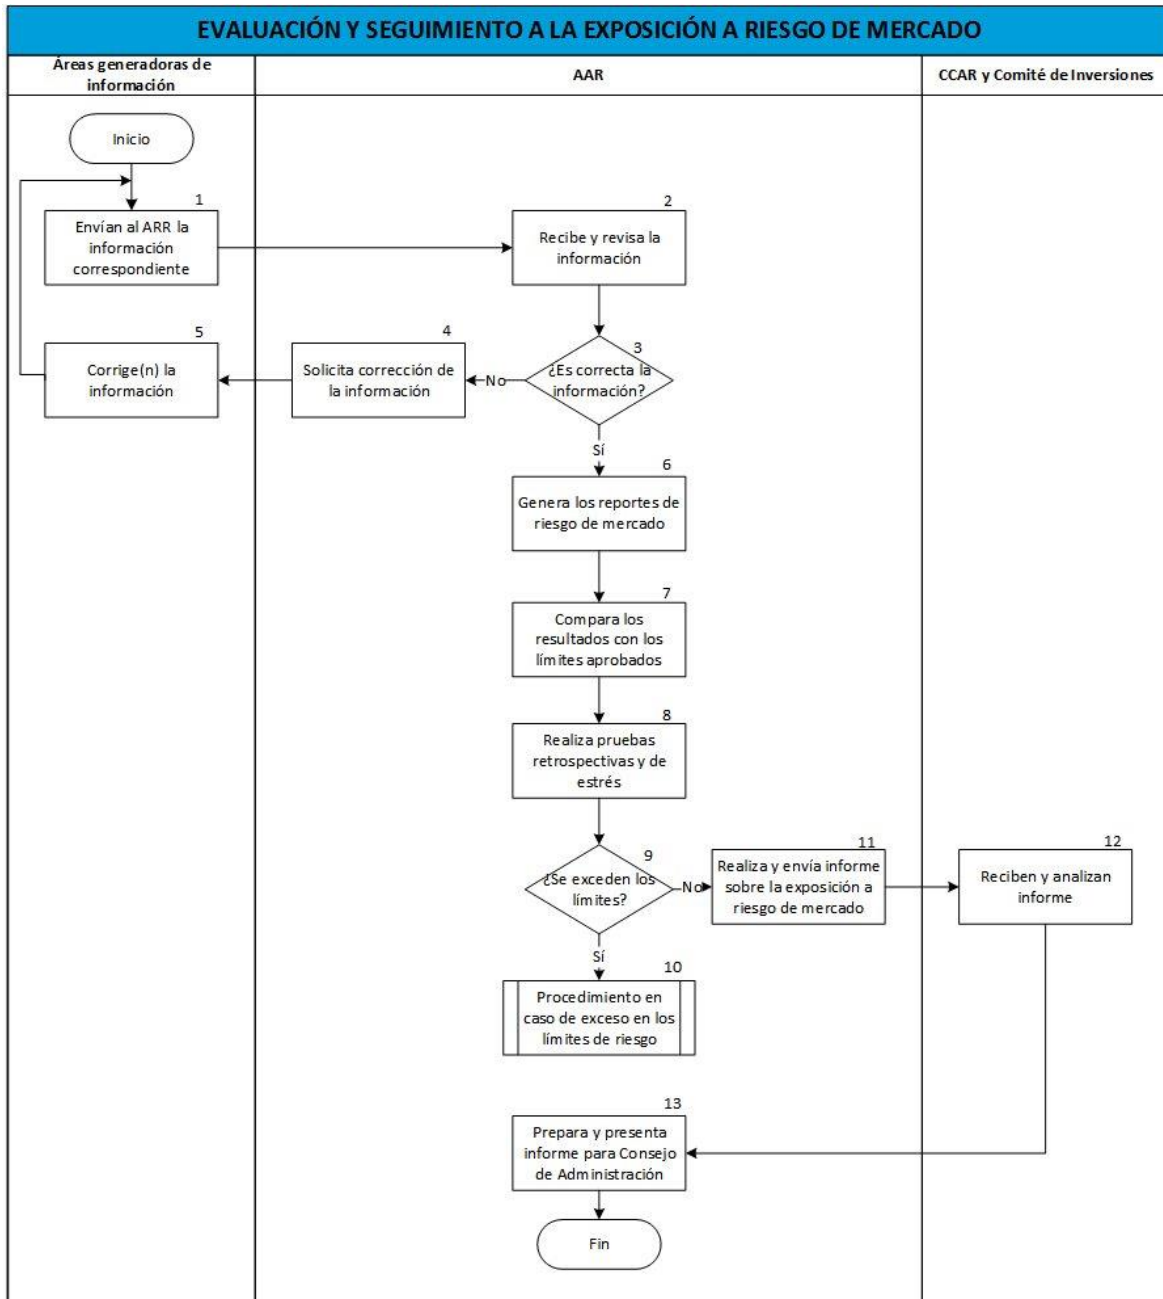 EVALUACIÓN Y SEGUIMIENTO A LA EXPOSICIÓN A RIESGO DE MERCADO
Áreas generadoras de
información
AAR
CCAR y Comité de Inversiones
Inicio
1
Envían al ARR la
información
correspondiente
2
Recibe y revisa la
información
3
¿Es correcta la
información?
No
4
Solicita corrección de
la información
5
Corrige(n) la
información
Sí
6
Genera los reportes de
riesgo de mercado
7
Compara los
resultados con los
límites aprobados
8
Realiza pruebas
retrospectivas y de
estrés
9
¿Se exceden los
límites?
No
11
Realiza y envía informe
sobre la exposición a
riesgo de mercado
12
Reciben y analizan
informe
Sí
10
Procedimiento en
caso de exceso en los
límites de riesgo
13
Prepara y presenta
informe para Consejo
de Administración
Fin